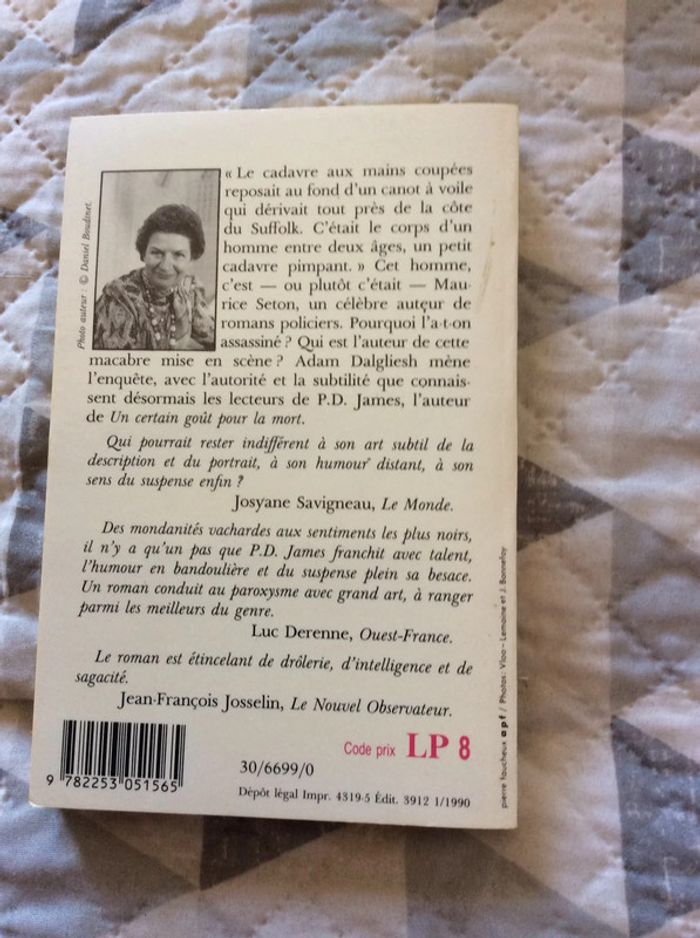 « Le cadavre aux mains coupées
reposait au fond d'un canot à voile
qui dérivait tout près de la côte
du Suffolk. C'était le corps d'un
homme entre deux âges, un petit
cadavre pimpant. » Cet homme,
c'est — ou plutôt c'était — Mau-
rice Seton, un célèbre auteur de
romans policiers. Pourquoi l'a-t-on
assassiné ? Qui est l'auteur de cette
macabre mise en scène ? Adam Dalgliesh mène
l'enquête, avec l'autorité et la subtilité que connais-
sent désormais les lecteurs de P.D. James, l'auteur
de Un certain goût pour la mort.
Photo auteur : © Daniel Boudinet.
Qui pourrait rester indifférent à son art subtil de la
description et du portrait, à son humour distant, à son
sens du suspense enfin ?
Josyane Savigneau, Le Monde.
Des mondanités vachardes aux sentiments les plus noirs,
il n'y a qu'un pas que P.D. James franchit avec talent,
l'humour en bandoulière et du suspense plein sa besace.
Un roman conduit au paroxysme avec grand art, à ranger
parmi les meilleurs du genre.
Luc Derenne, Ouest-France.
Le roman est étincelant de drôlerie, d'intelligence et de
sagacité.
Jean-François Josselin, Le Nouvel Observateur.
Code prix LP 8
30/6699/0
9 782253 051565
Dépôt légal Impr. 4319-5 Édit. 3912 1/1990
pierre faucheux apf / Photos: Vloo - Lemoine et J. Bonnefoy